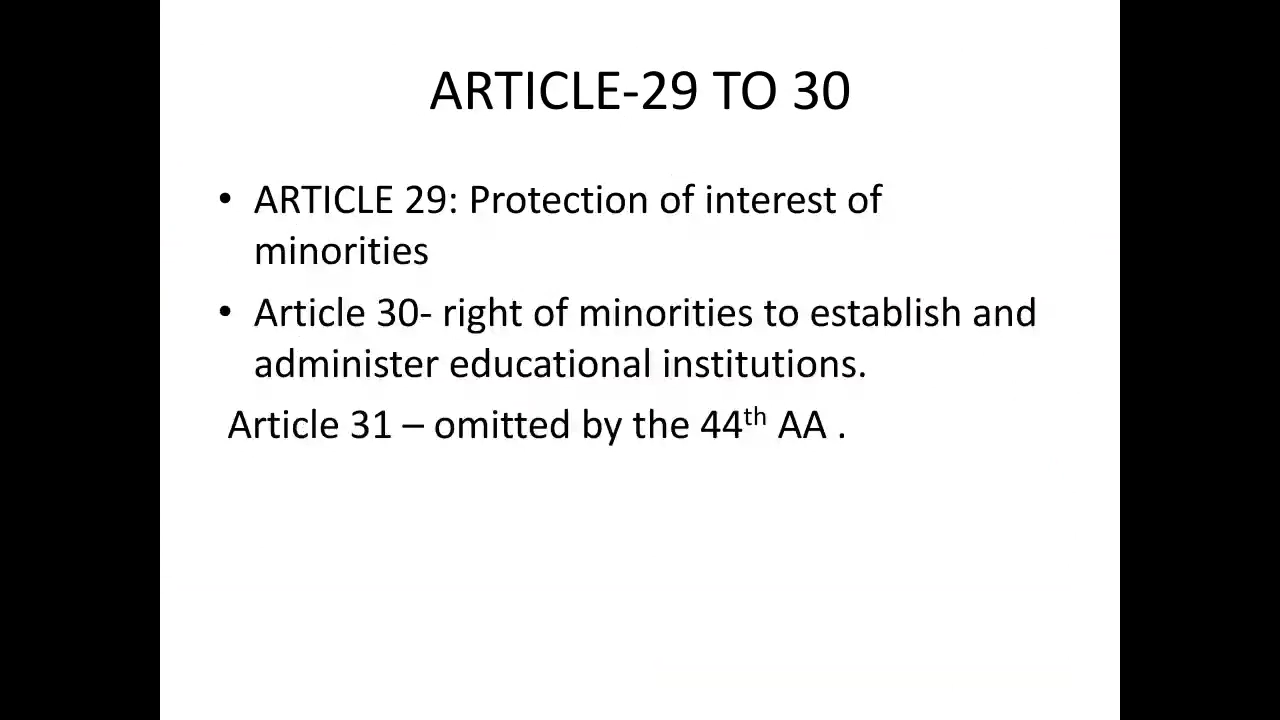 ARTICLE-29 TO 30
• ARTICLE 29: Protection of interest of
minorities
• Article 30- right of minorities to establish and
administer educational institutions.
Article 31 – omitted by the 44th AA .